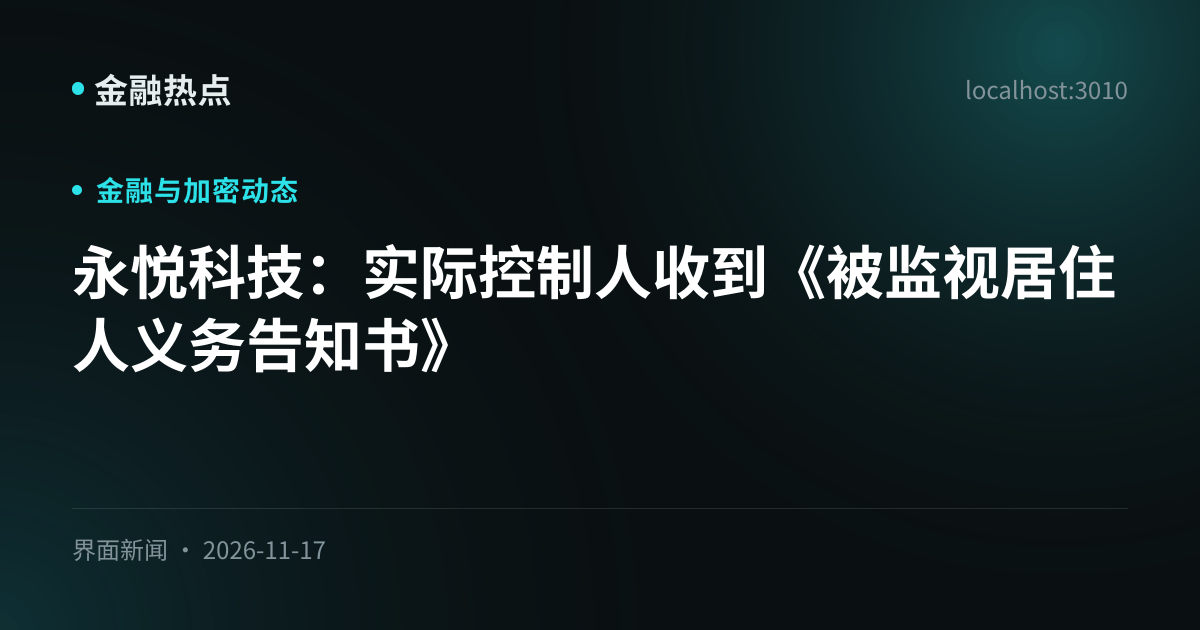 金融热点
localhost:3010
金融与加密动态
永悦科技：实际控制人收到《被监视居住
人义务告知书》
界面新闻 · 2026-11-17